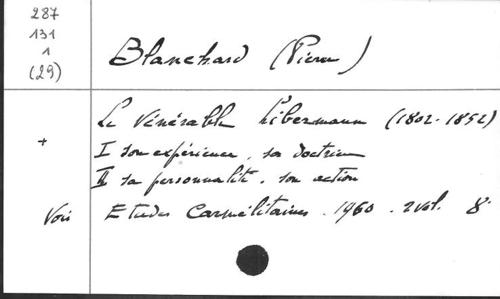 287
131
1
(29)
Blanchard (Pierre)
Le Vénérable Libermann (1802-1852)
+
I son expérience, sa doctrine
II sa personnalité, son action
Voir Etudes Carmélitaines. 1960. 2 vol. 8°